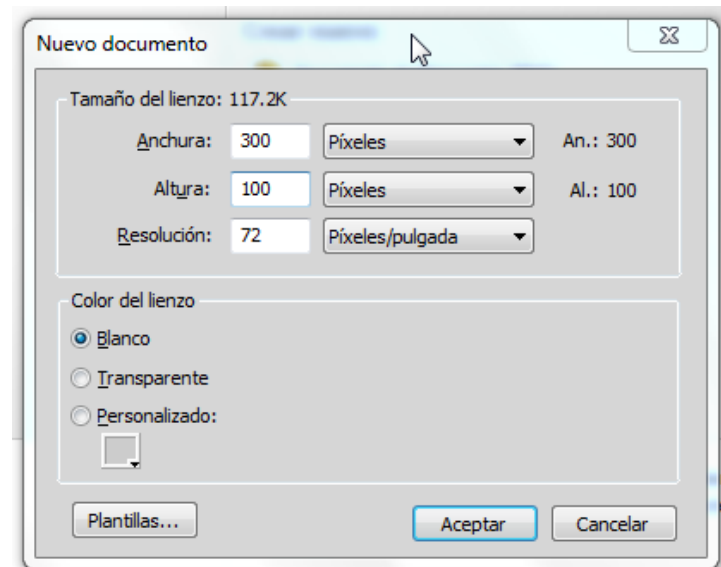 Nuevo documento
Tamaño del lienzo: 117.2K
Anchura: 300 Píxeles An.: 300
Altura: 100 Píxeles Al.: 100
Resolución: 72 Píxeles/pulgada
Color del lienzo
Blanco
Transparente
Personalizado:
Plantillas... Aceptar Cancelar